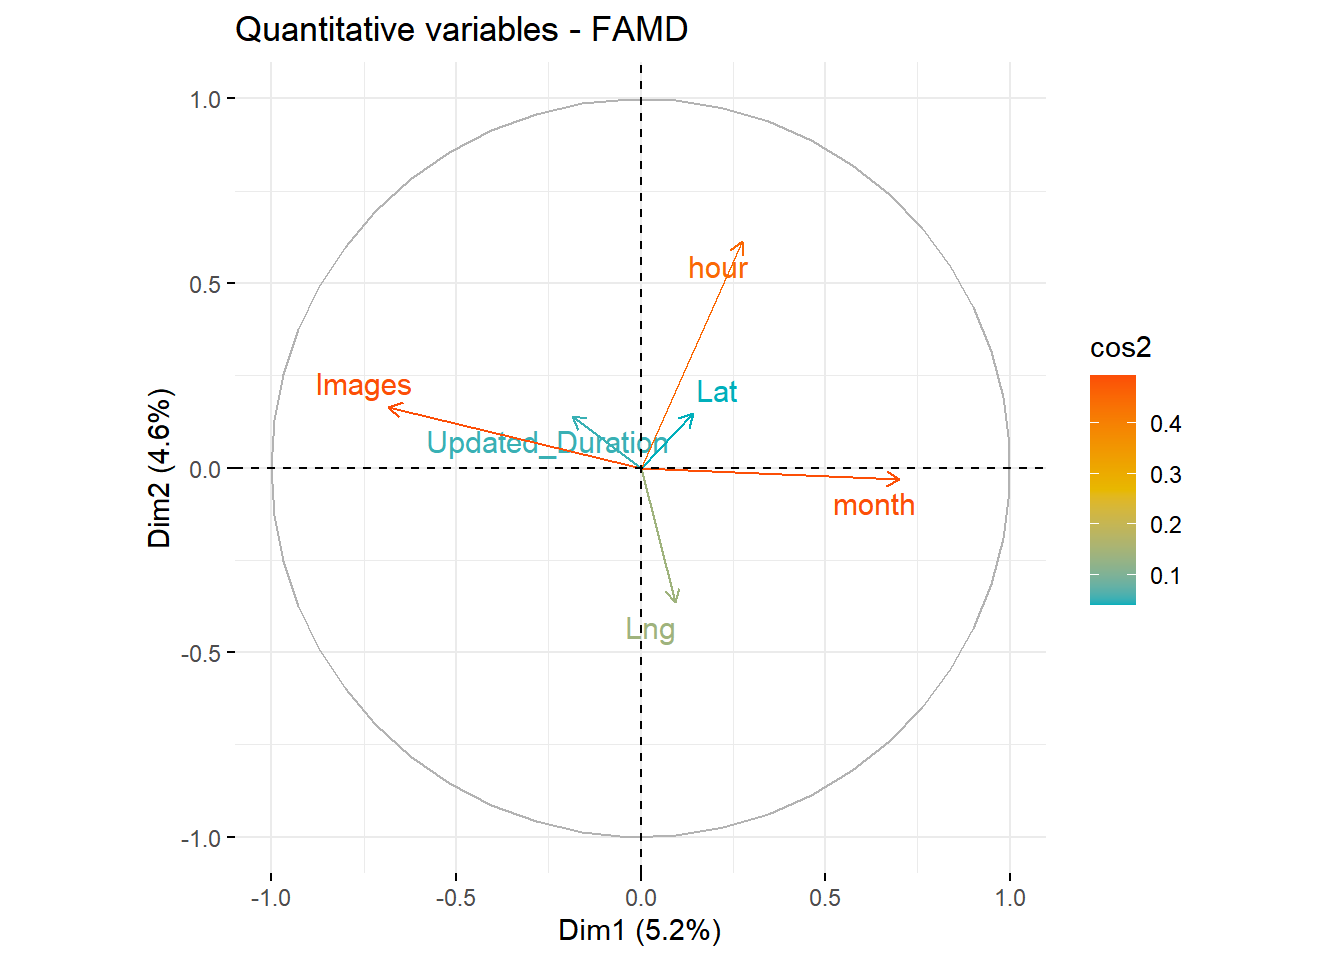 Quantitative variables - FAMD
1.0
0.5
0.0
-0.5
-1.0
Dim2 (4.6%)
hour
Lat
Images
Updated_Duration
month
Lng
-1.0
-0.5
0.0
0.5
1.0
Dim1 (5.2%)
cos2
0.4
0.3
0.2
0.1